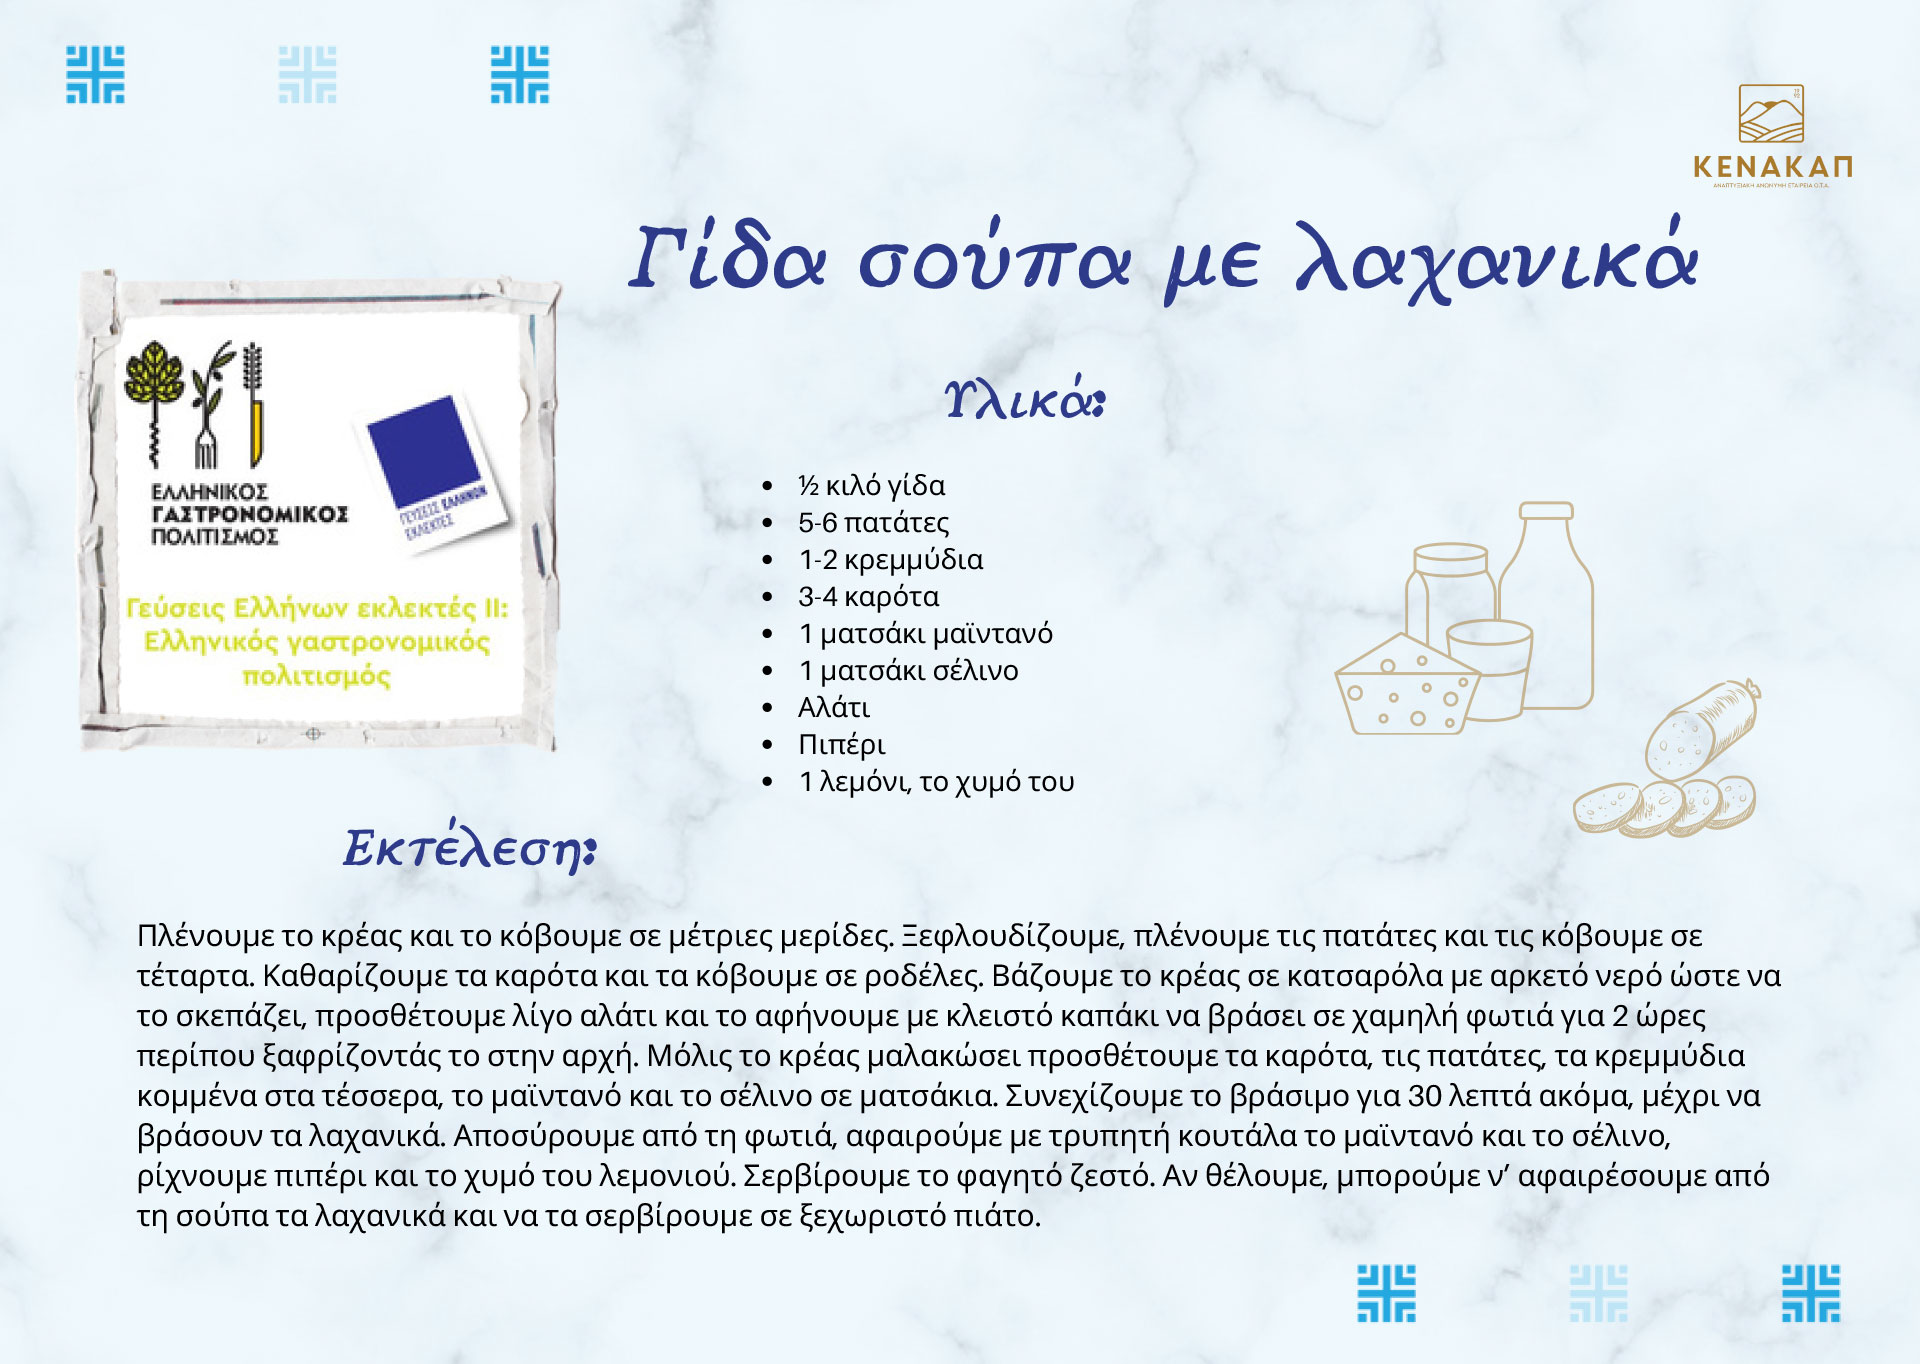 ΚΕΝΑΚΑΠ
ΑΝΑΠΤΥΞΙΑΚΗ ΑΝΩΝΥΜΗ ΕΤΑΙΡΕΙΑ Ο.Τ.Α.
Γίδα σούπα με λαχανικά
ΕΛΛΗΝΙΚΟΣ
ΓΑΣΤΡΟΝΟΜΙΚΟΣ
ΠΟΛΙΤΙΣΜΟΣ
ΓΕΥΣΕΙΣ ΕΛΛΗΝΩΝ
ΕΚΛΕΚΤΕΣ
Γεύσεις Ελλήνων εκλεκτές ΙΙ:
Ελληνικός γαστρονομικός
πολιτισμός
Υλικά:
• ½ κιλό γίδα
• 5-6 πατάτες
• 1-2 κρεμμύδια
• 3-4 καρότα
• 1 ματσάκι μαϊντανό
• 1 ματσάκι σέλινο
• Αλάτι
• Πιπέρι
• 1 λεμόνι, το χυμό του
Εκτέλεση:
Πλένουμε το κρέας και το κόβουμε σε μέτριες μερίδες. Ξεφλουδίζουμε, πλένουμε τις πατάτες και τις κόβουμε σε
τέταρτα. Καθαρίζουμε τα καρότα και τα κόβουμε σε ροδέλες. Βάζουμε το κρέας σε κατσαρόλα με αρκετό νερό ώστε να
το σκεπάζει, προσθέτουμε λίγο αλάτι και το αφήνουμε με κλειστό καπάκι να βράσει σε χαμηλή φωτιά για 2 ώρες
περίπου ξαφρίζοντάς το στην αρχή. Μόλις το κρέας μαλακώσει προσθέτουμε τα καρότα, τις πατάτες, τα κρεμμύδια
κομμένα στα τέσσερα, το μαϊντανό και το σέλινο σε ματσάκια. Συνεχίζουμε το βράσιμο για 30 λεπτά ακόμα, μέχρι να
βράσουν τα λαχανικά. Αποσύρουμε από τη φωτιά, αφαιρούμε με τρυπητή κουτάλα το μαϊντανό και το σέλινο,
ρίχνουμε πιπέρι και το χυμό του λεμονιού. Σερβίρουμε το φαγητό ζεστό. Αν θέλουμε, μπορούμε ν’ αφαιρέσουμε από
τη σούπα τα λαχανικά και να τα σερβίρουμε σε ξεχωριστό πιάτο.